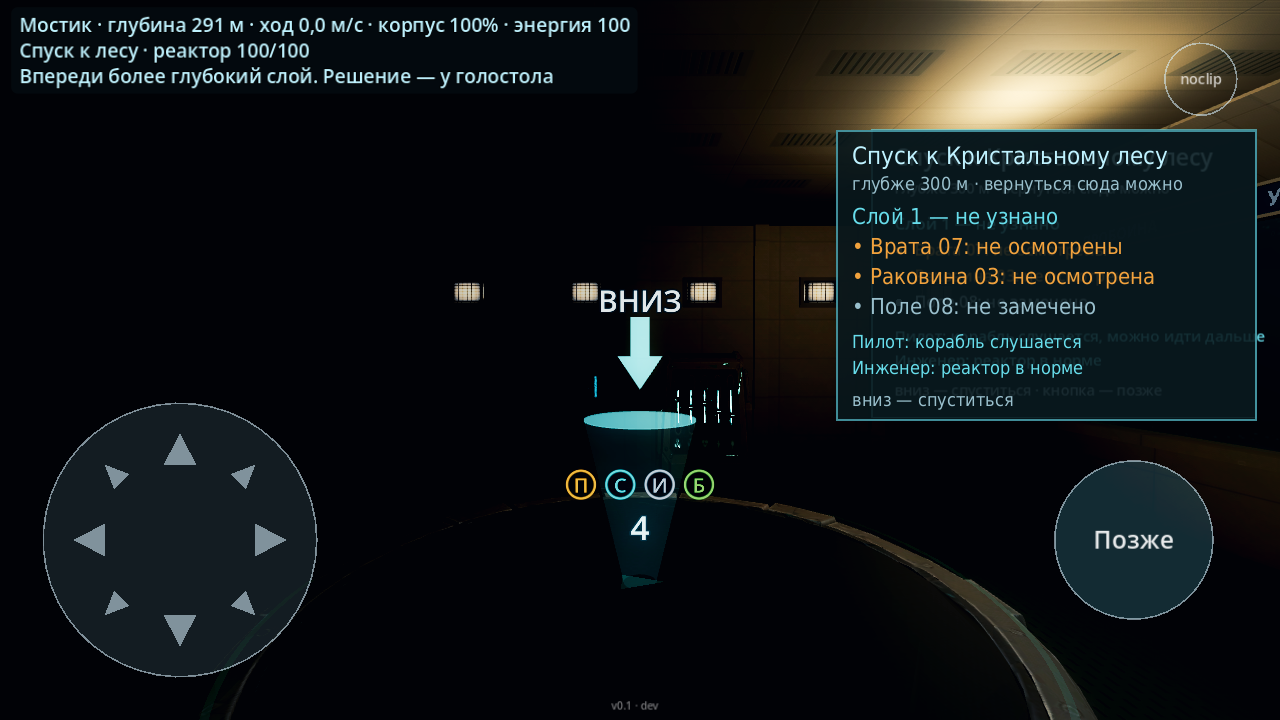 Мостик · глубина 291 м · ход 0,0 м/с · корпус 100% · энергия 100
Спуск к лесу · реактор 100/100
Впереди более глубокий слой. Решение — у голостола
noclip
Спуск к Кристальному лесу
глубже 300 м · вернуться сюда можно
Слой 1 — не узнано
• Врата 07: не осмотрены
• Раковина 03: не осмотрена
• Поле 08: не замечено
Пилот: корабль слушается
Инженер: реактор в норме
вниз — спуститься
ВНИЗ
П С И Б
4
Позже
v0.1 · dev